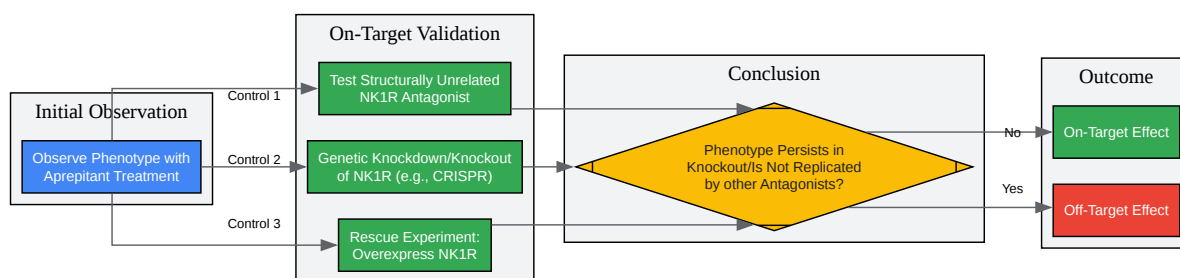 Initial Observation
Observe Phenotype with
Aprepitant Treatment
Control 1
Control 2
Control 3
On-Target Validation
Test Structurally Unrelated
NK1R Antagonist
Genetic Knockdown/Knockout
of NK1R (e.g., CRISPR)
Rescue Experiment:
Overexpress NK1R
Conclusion
Phenotype Persists in
Knockout/Is Not Replicated
by other Antagonists?
No
Yes
Outcome
On-Target Effect
Off-Target Effect